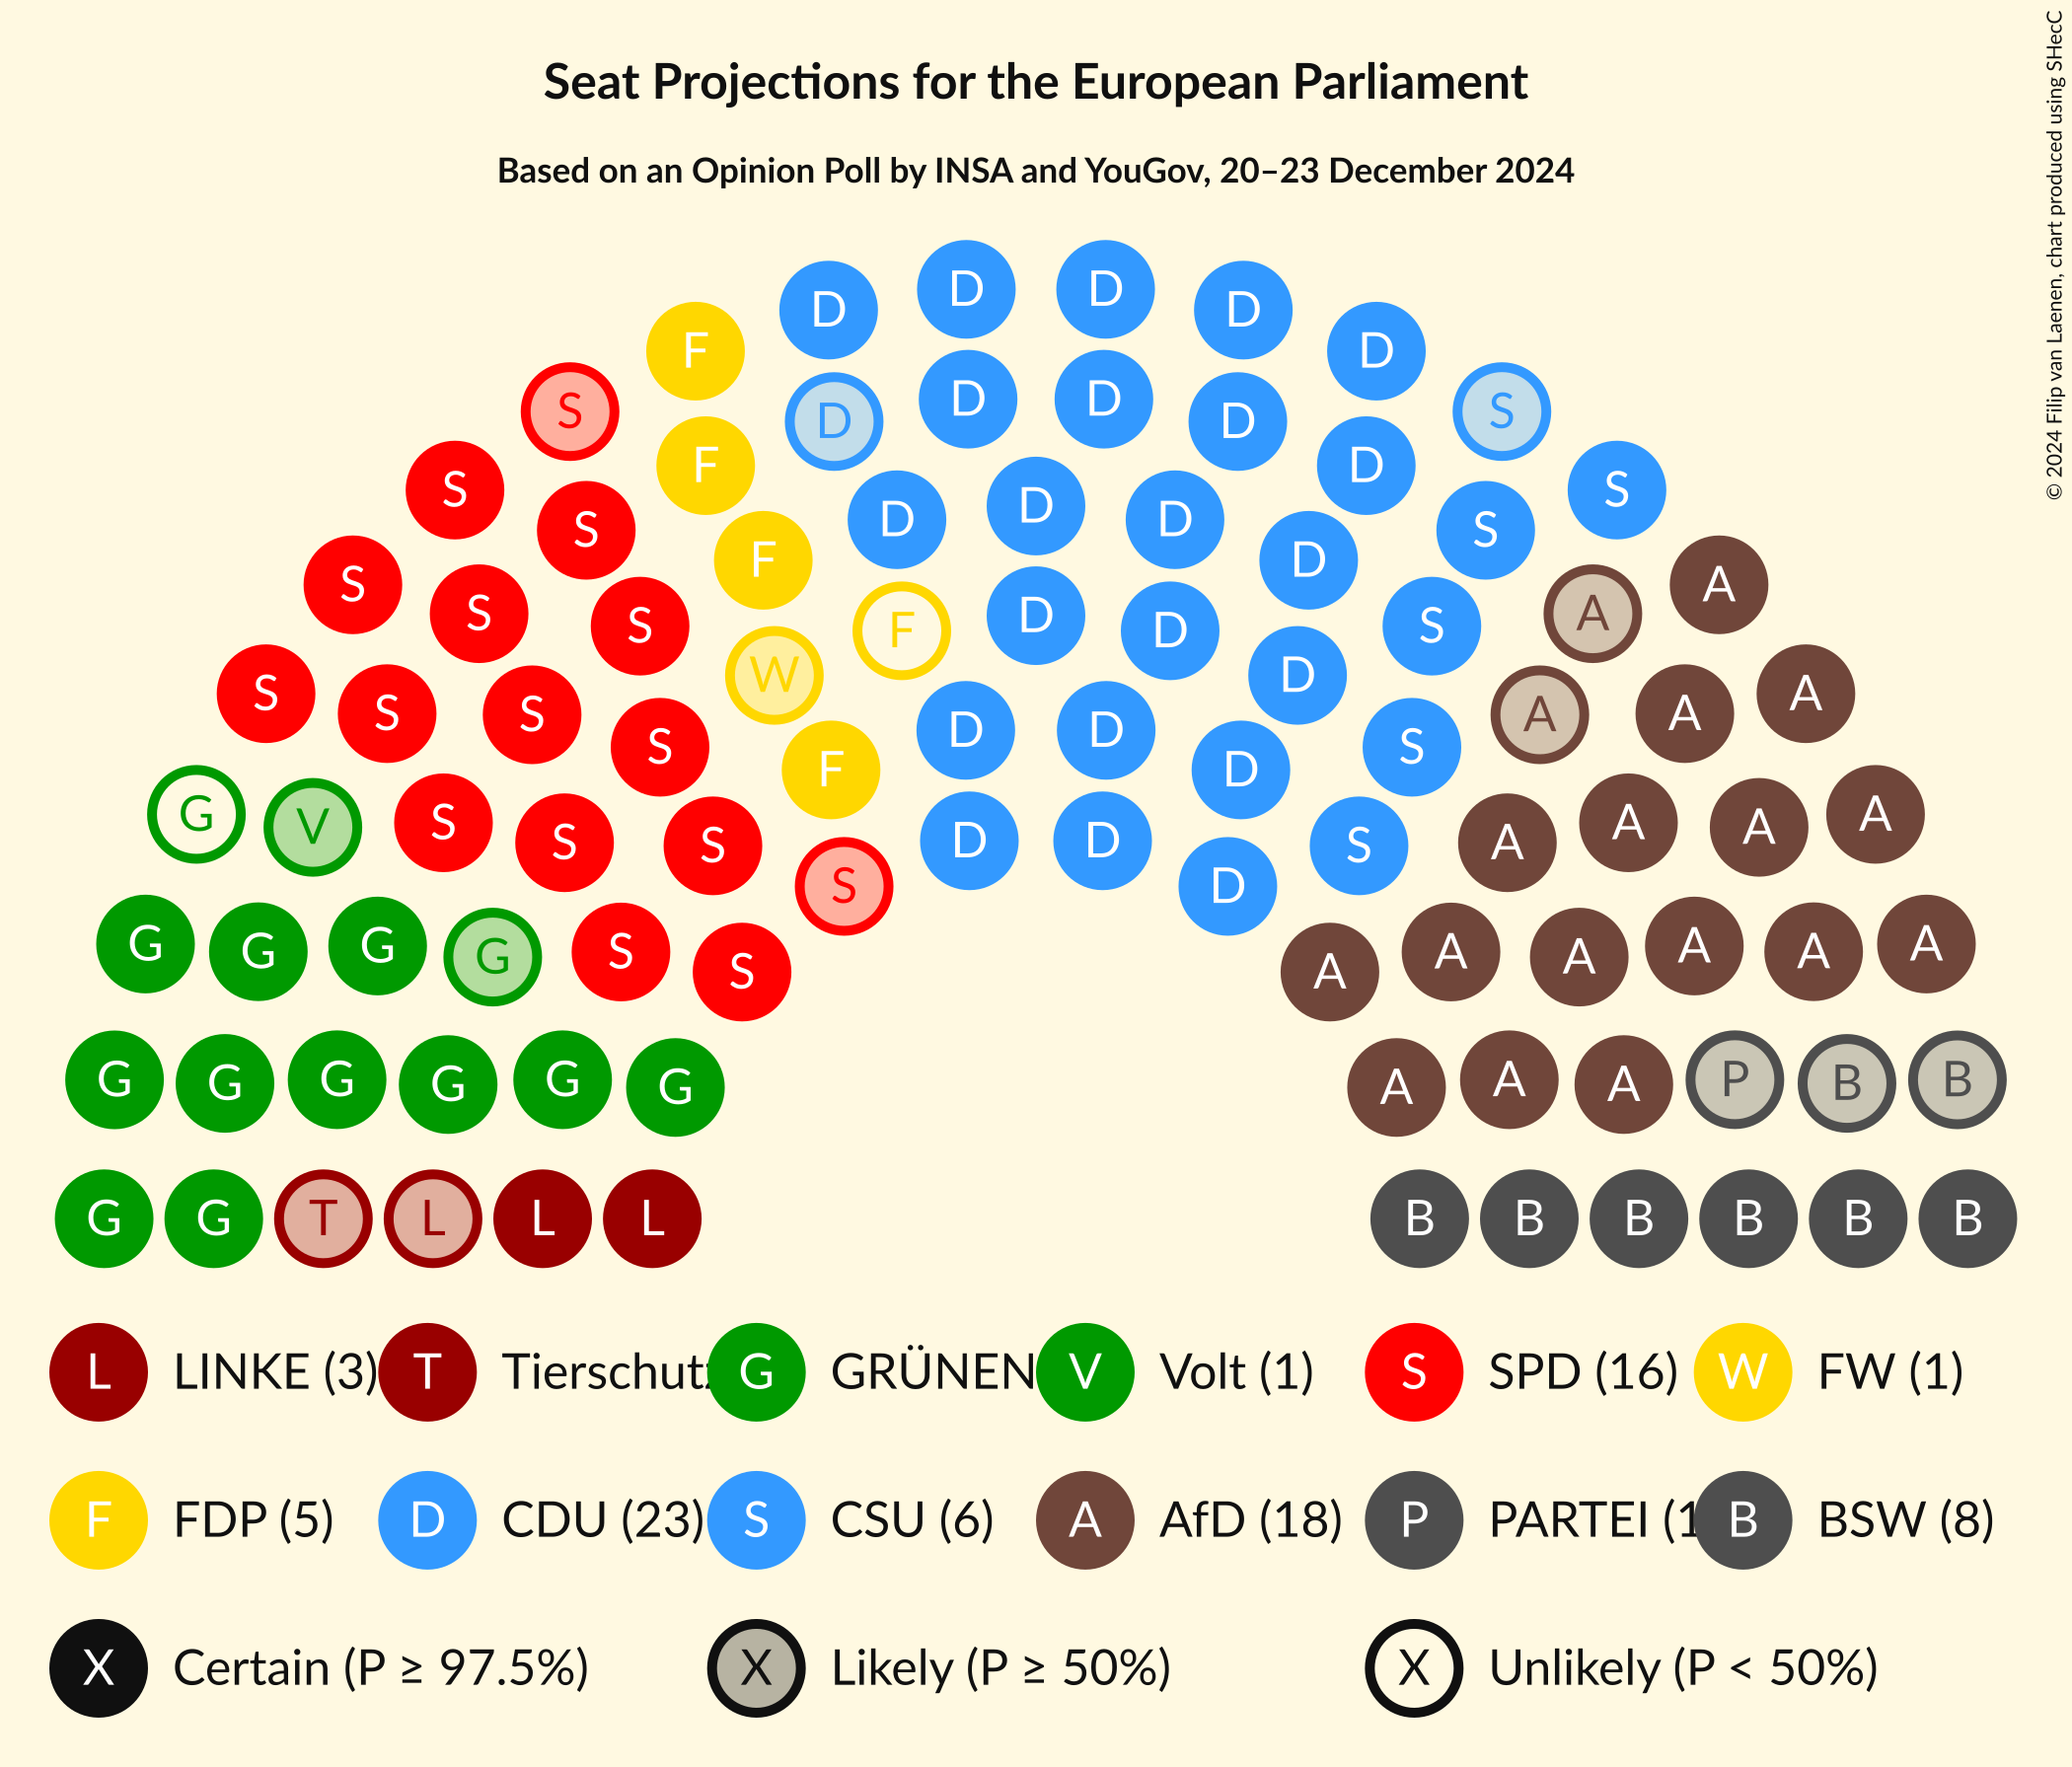 Seat Projections for the European Parliament
Based on an Opinion Poll by INSA and YouGov, 20–23 December 2024
© 2024 Filip van Laenen, chart produced using SHecC
D D
D D
F D
S D S
D D
D
F D
S S
D
D D
S S
F D
S A
D
S A
W F D D
S S
D
S A
S S A A
S D D S
F D
G A
V S A A
S A
S D D S
S D
G G G G S A A A A A
S A
G G G G G G A A A P B B
G G T L L L B B B B B B
L LINKE (3) T Tierschutz G GRÜNEN V Volt (1) S SPD (16) W FW (1)
F FDP (5) D CDU (23) S CSU (6) A AfD (18) P PARTEI (1 B BSW (8)
X Certain (P ≥ 97.5%) X Likely (P ≥ 50%) X Unlikely (P < 50%)